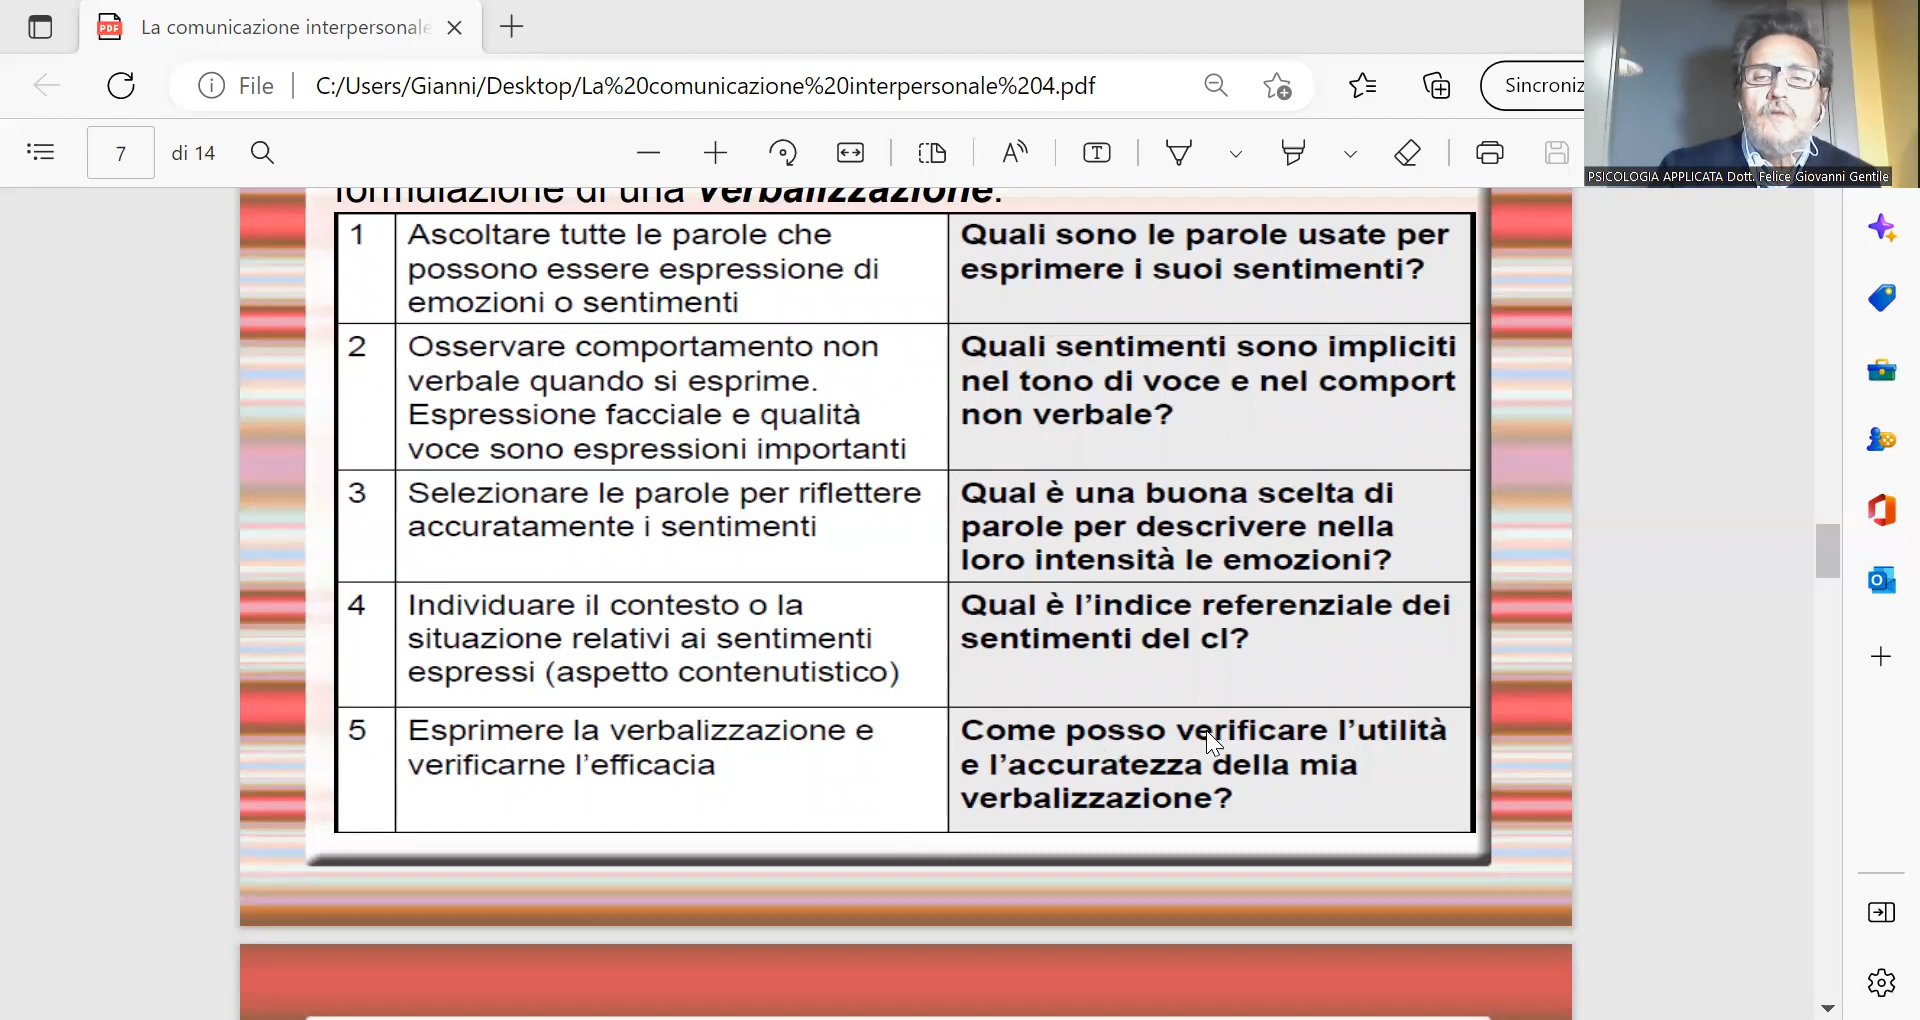 La comunicazione interpersonale
File
C:/Users/Gianni/Desktop/La%20comunicazione%20interpersonale%204.pdf
Sincroniz
7 di 14
PSICOLOGIA APPLICATA Dott. Felice Giovanni Gentile
formulazione di una verbalizzazione.
1
Ascoltare tutte le parole che
possono essere espressione di
emozioni o sentimenti
Quali sono le parole usate per
esprimere i suoi sentimenti?
2
Osservare comportamento non
verbale quando si esprime.
Espressione facciale e qualità
voce sono espressioni importanti
Quali sentimenti sono impliciti
nel tono di voce e nel comport
non verbale?
3
Selezionare le parole per riflettere
accuratamente i sentimenti
Qual è una buona scelta di
parole per descrivere nella
loro intensità le emozioni?
4
Individuare il contesto o la
situazione relativi ai sentimenti
espressi (aspetto contenutistico)
Qual è l’indice referenziale dei
sentimenti del cl?
5
Esprimere la verbalizzazione e
verificarne l’efficacia
Come posso verificare l’utilità
e l’accuratezza della mia
verbalizzazione?